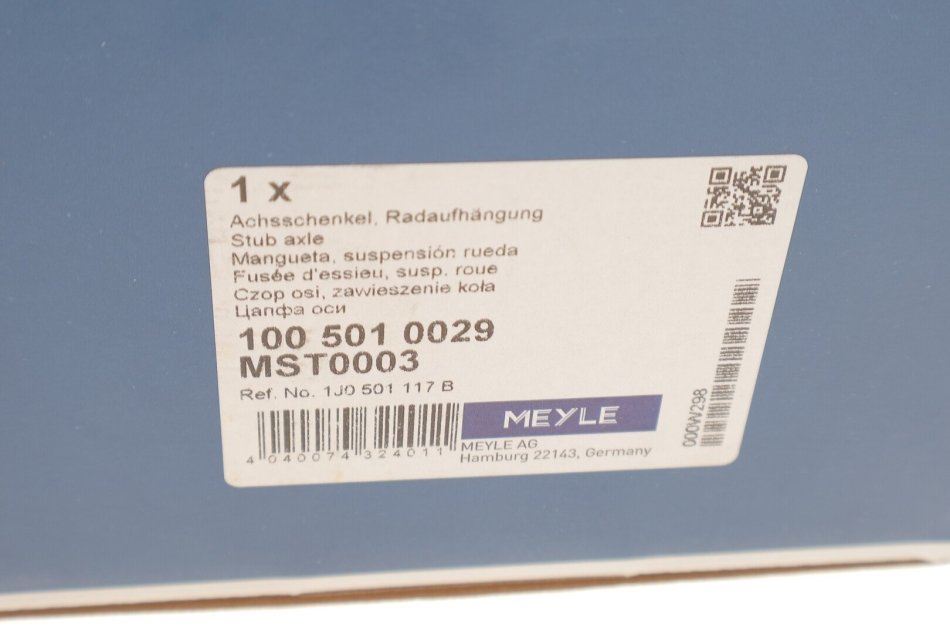 1 x
Achsschenkel, Radaufhängung
Stub axle
Mangueta, suspensión rueda
Fusée d'essieu, susp. roue
Czop osi, zawieszenie koła
Цапфа оси
100 501 0029
MST0003
Ref. No. 1J0 501 117 B
4 040074 324011
MEYLE
MEYLE AG
Hamburg 22143, Germany
000W298